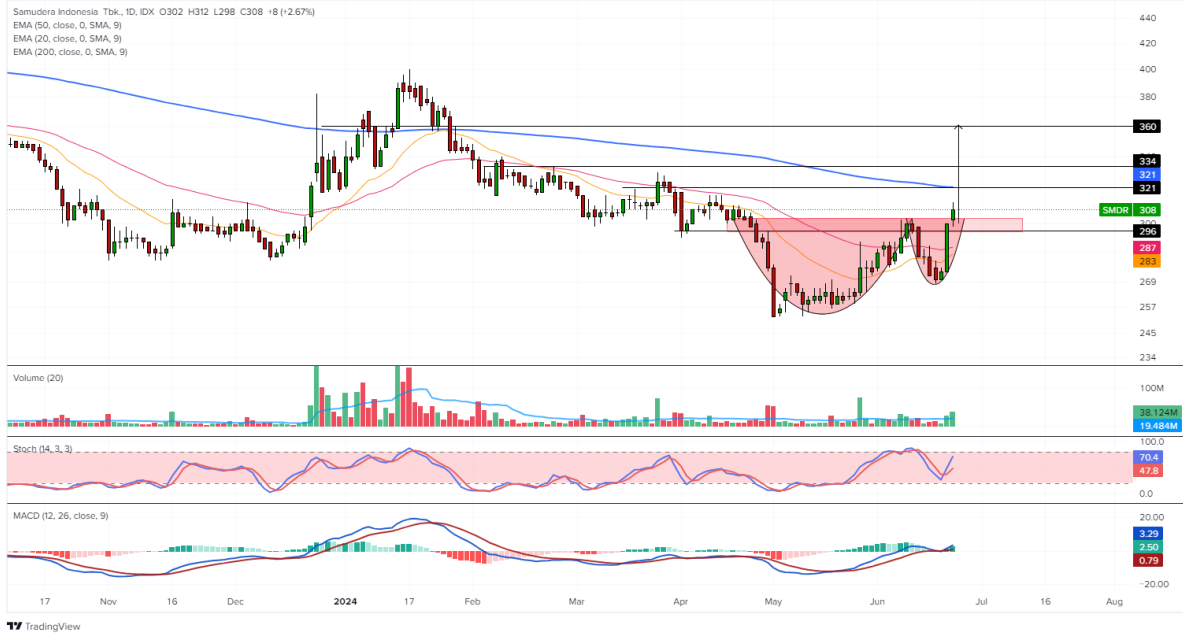 Samudera Indonesia Tbk., 1D, IDX O302 H312 L298 C308 +8 (+2.67%)
EMA (50, close, 0, SMA, 9)
EMA (20, close, 0, SMA, 9)
EMA (200, close, 0, SMA, 9)
440
420
400
380
360
334
321
321
SMDR 308
296
287
283
269
257
245
234
Volume (20)
100M
38.124M
19.484M
Stoch (14, 3, 3)
100.0
70.4
47.8
0.0
MACD (12, 26, close, 9)
20.00
3.29
2.50
0.79
−20.00
17 Nov 16 Dec 2024 17 Feb Mar Apr May Jun Jul 16 Aug
TradingView